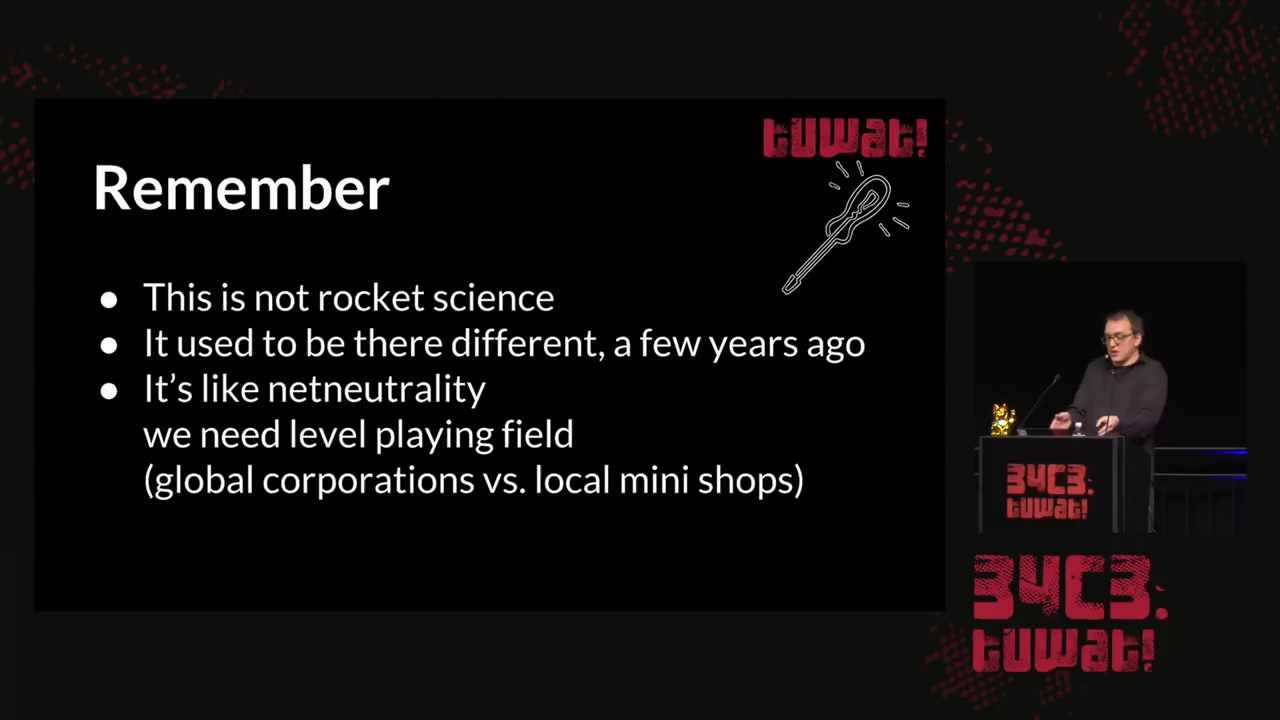 tuwat!
Remember
● This is not rocket science
● It used to be there different, a few years ago
● It's like netneutrality
we need level playing field
(global corporations vs. local mini shops)
34C3.
tuwat!
34C3.
tuwat!